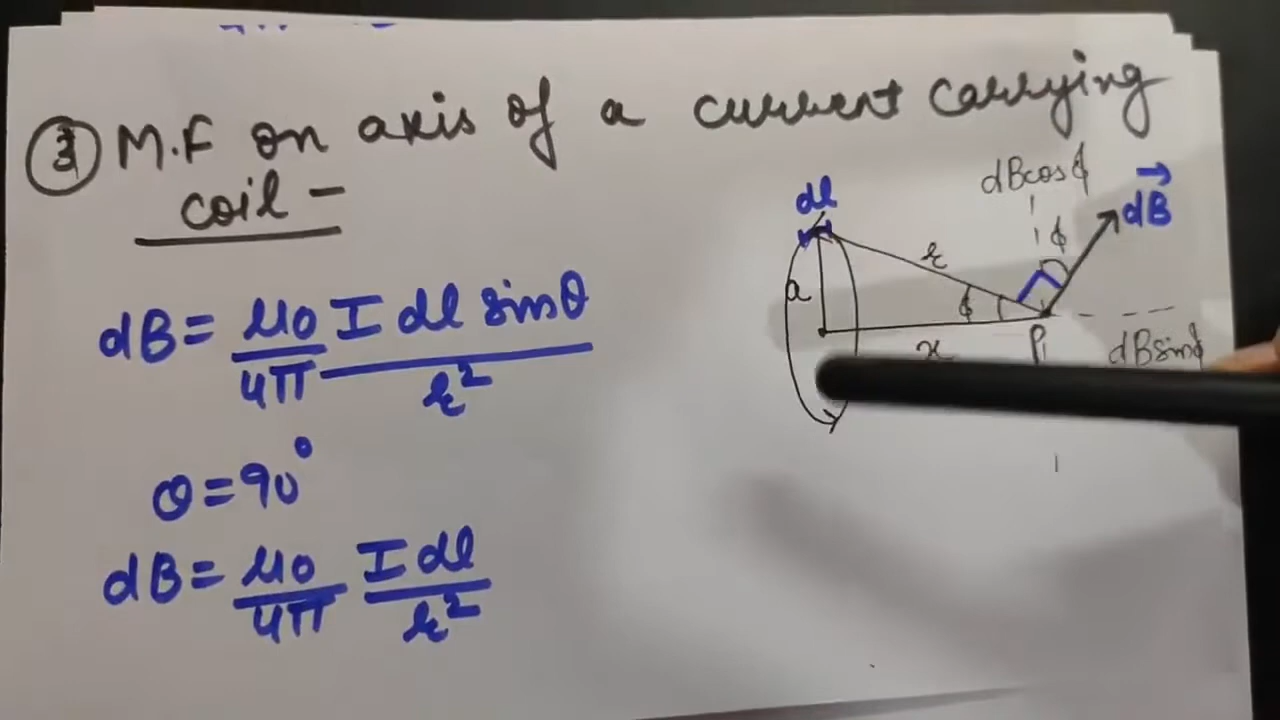 ③ M.F on axis of a current carrying
coil -
dB = μ0/4π I dl sinθ/r²
θ = 90°
dB = μ0/4π I dl/r²
dl
dBcosϕ
dB→
ϕ
r
a
ϕ
x
P
dBsinϕ